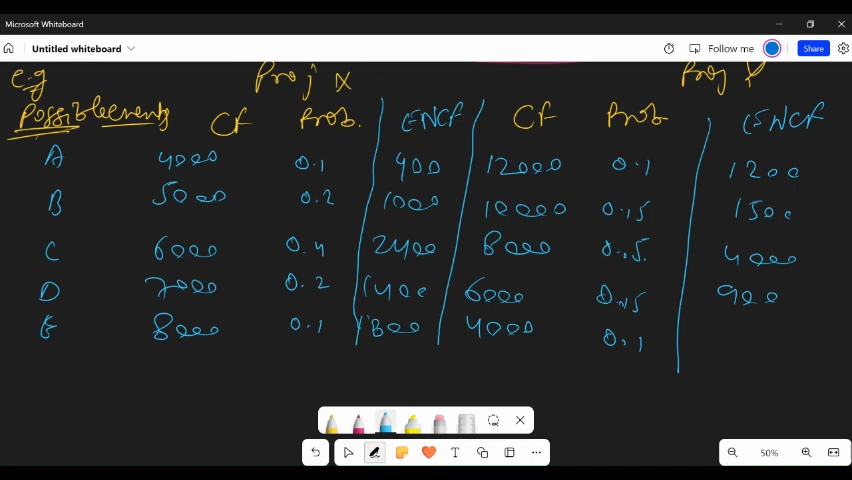 Microsoft Whiteboard
Untitled whiteboard
Follow me
Share
e.g Proj X Proj Y
Possible events CF Prob. ENCF CF Prob ENCF
A 4000 0.1 400 12000 0.1 1200
B 5000 0.2 1000 10000 0.15 1500
C 6000 0.4 2400 8000 0.5. 4000
D 7000 0.2 1400 6000 0.15 900
E 8000 0.1 800 4000 0.1
50%